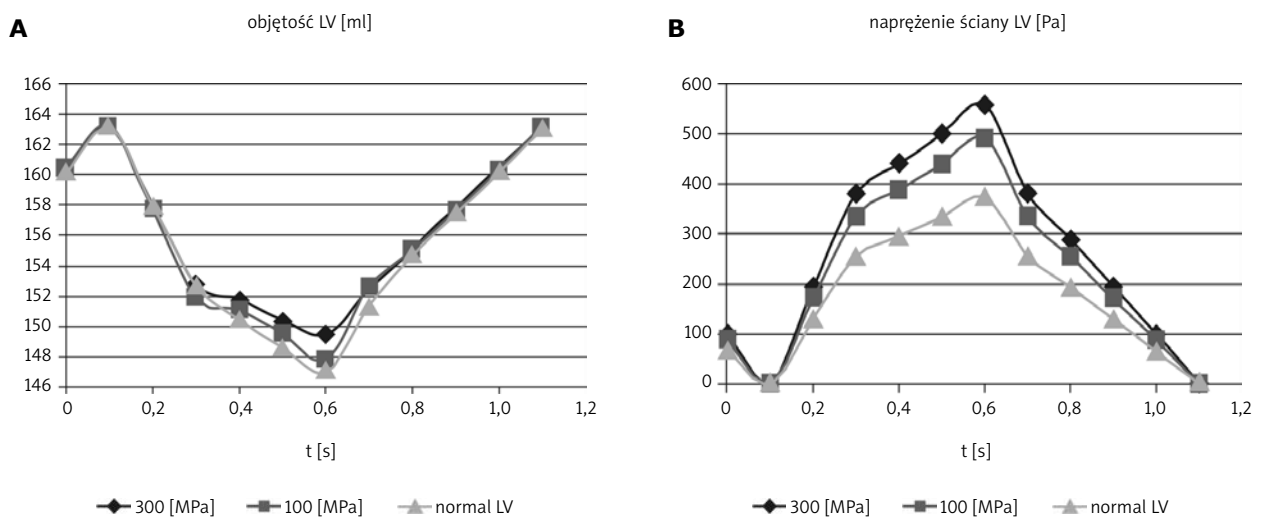 A
objętość LV [ml]
166
164
162
160
158
156
154
152
150
148
146
0
0,2
0,4
0,6
0,8
1,0
1,2
t [s]
300 [MPa]
100 [MPa]
normal LV
B
naprężenie ściany LV [Pa]
600
500
400
300
200
100
0
0
0,2
0,4
0,6
0,8
1,0
1,2
t [s]
300 [MPa]
100 [MPa]
normal LV